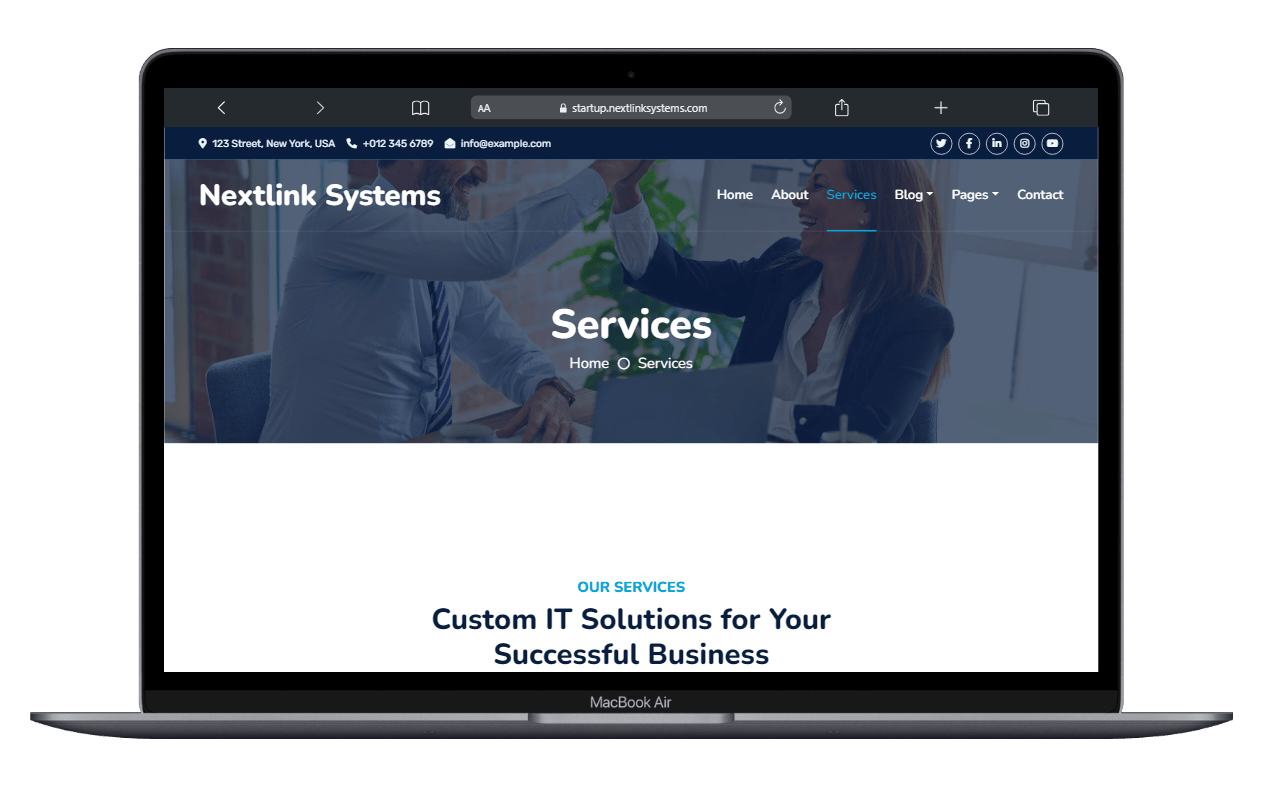 AA startup.nextlinksystems.com
123 Street, New York, USA +012 345 6789 info@example.com
Nextlink Systems Home About Services Blog Pages Contact
Services
Home Services
OUR SERVICES
Custom IT Solutions for Your
Successful Business
MacBook Air